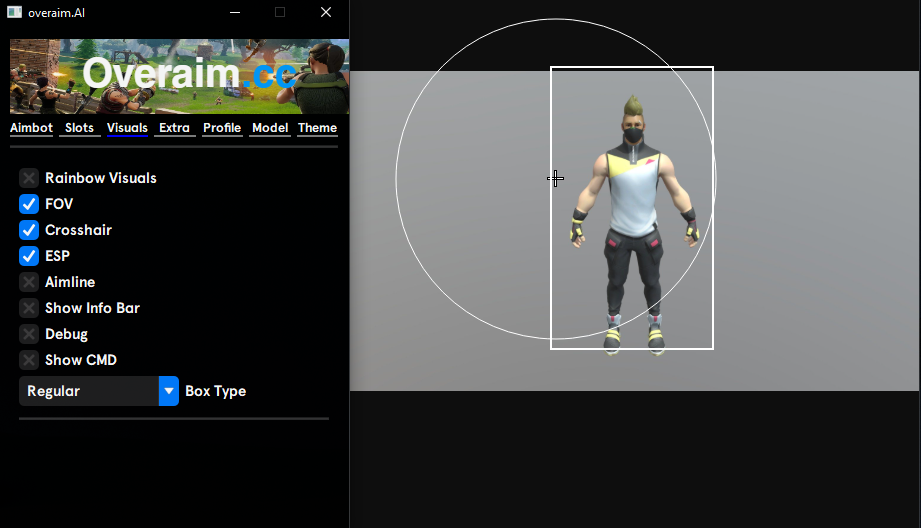 overaim.AI
Overaim.cc
Aimbot Slots Visuals Extra Profile Model Theme
Rainbow Visuals
FOV
Crosshair
ESP
Aimline
Show Info Bar
Debug
Show CMD
Regular Box Type